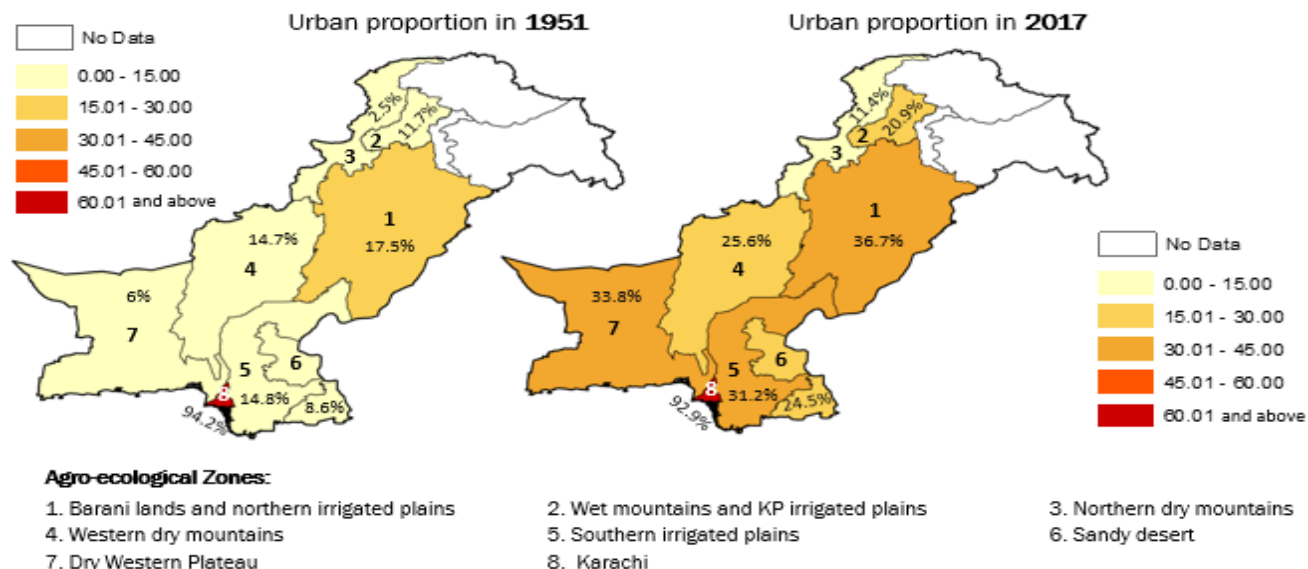 Urban proportion in 1951
No Data
0.00 - 15.00
15.01 - 30.00
30.01 - 45.00
45.01 - 60.00
60.01 and above
2.5%
11.7%
2
3
1
17.5%
14.7%
4
6%
7
5
6
8
14.8%
8.6%
94.2%
Urban proportion in 2017
11.4%
20.9%
2
3
1
36.7%
25.6%
4
33.8%
7
5
6
8
31.2%
24.5%
92.9%
No Data
0.00 - 15.00
15.01 - 30.00
30.01 - 45.00
45.01 - 60.00
60.01 and above
Agro-ecological Zones:
1. Barani lands and northern irrigated plains
2. Wet mountains and KP irrigated plains
3. Northern dry mountains
4. Western dry mountains
5. Southern irrigated plains
6. Sandy desert
7. Dry Western Plateau
8. Karachi